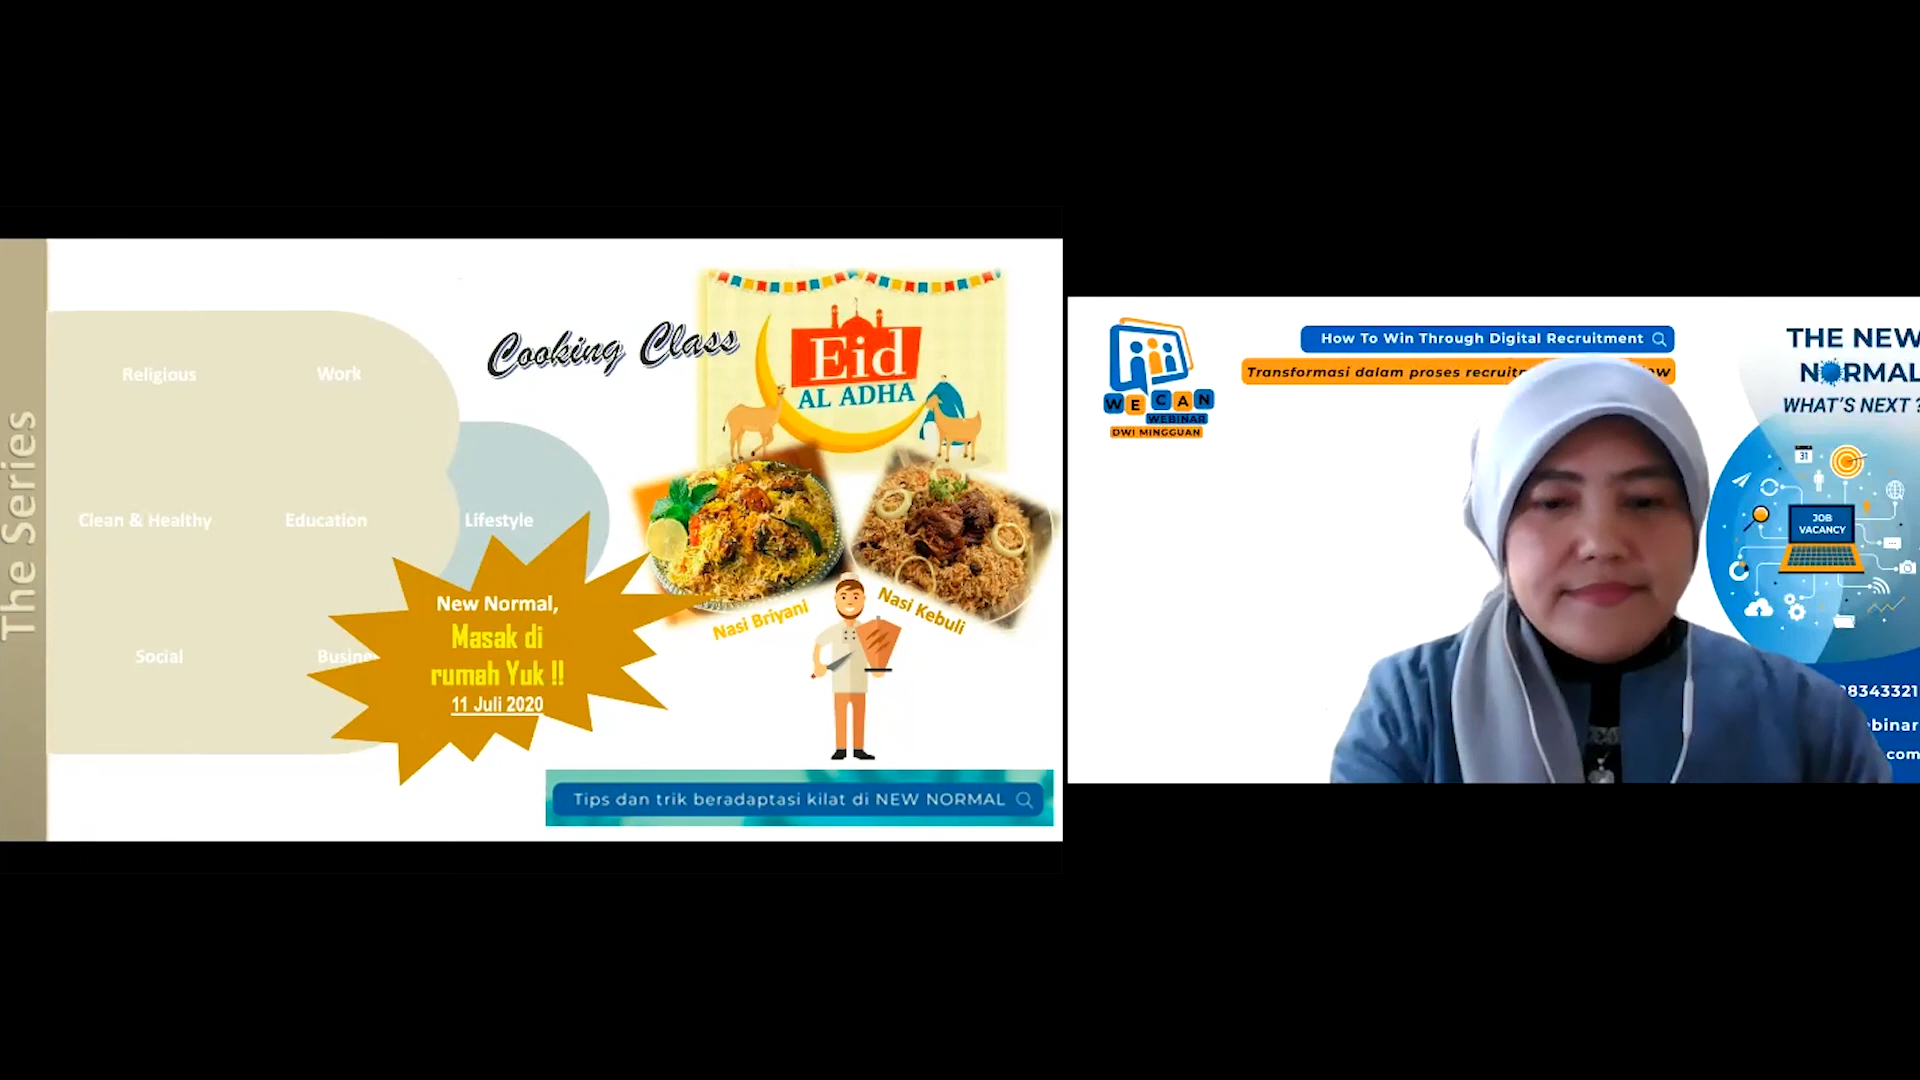 The Series
Religious
Work
Clean & Healthy
Education
Lifestyle
Social
Busine
New Normal,
Masak di
rumah Yuk !!
11 Juli 2020
Cooking Class
Eid
AL ADHA
Nasi Briyani
Nasi Kebuli
Tips dan trik beradaptasi kilat di NEW NORMAL
WE CAN
WEBINAR
DWI MINGGUAN
How To Win Through Digital Recruitment
Transformasi dalam proses
THE NEW
NORMAL
WHAT'S NEXT ?
31
JOB
VACANCY
8343321
binar
com